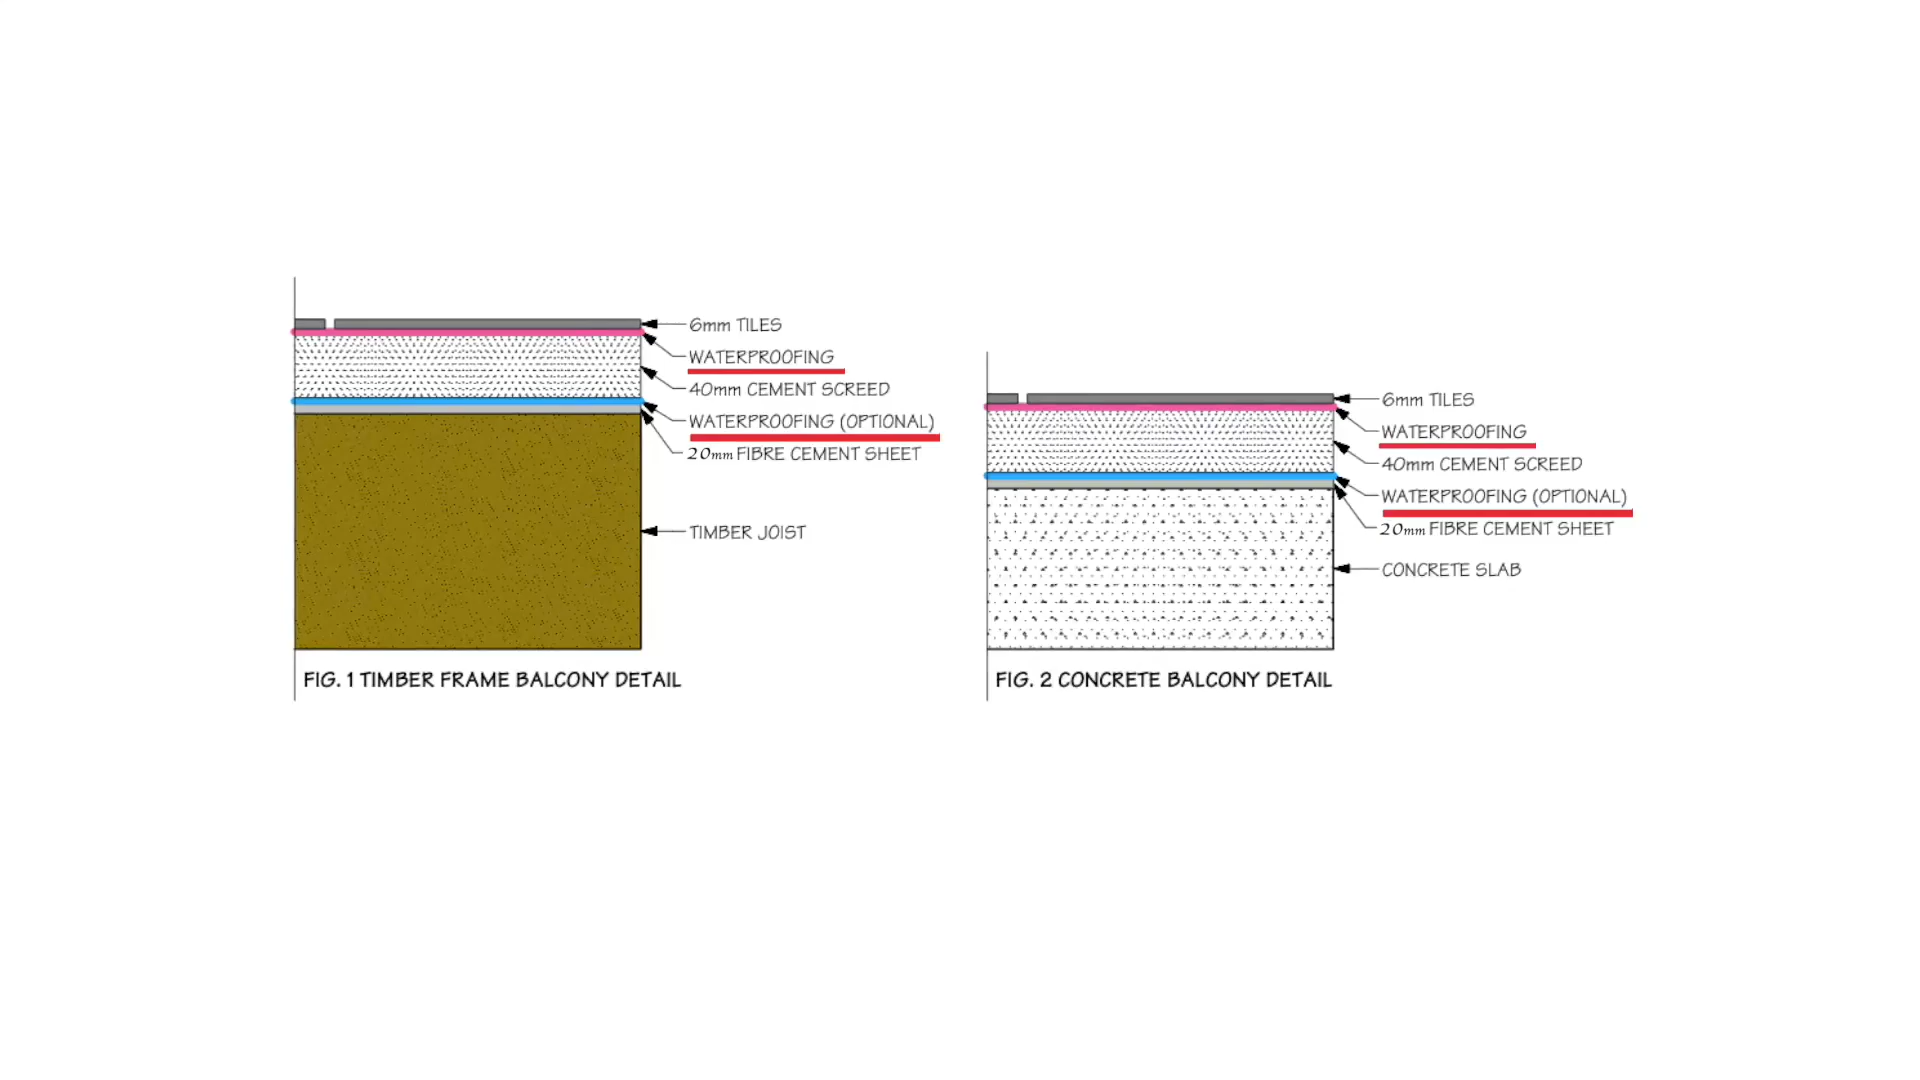 6mm TILES
WATERPROOFING
40mm CEMENT SCREED
WATERPROOFING (OPTIONAL)
20mm FIBRE CEMENT SHEET
TIMBER JOIST
FIG. 1 TIMBER FRAME BALCONY DETAIL
6mm TILES
WATERPROOFING
40mm CEMENT SCREED
WATERPROOFING (OPTIONAL)
20mm FIBRE CEMENT SHEET
CONCRETE SLAB
FIG. 2 CONCRETE BALCONY DETAIL